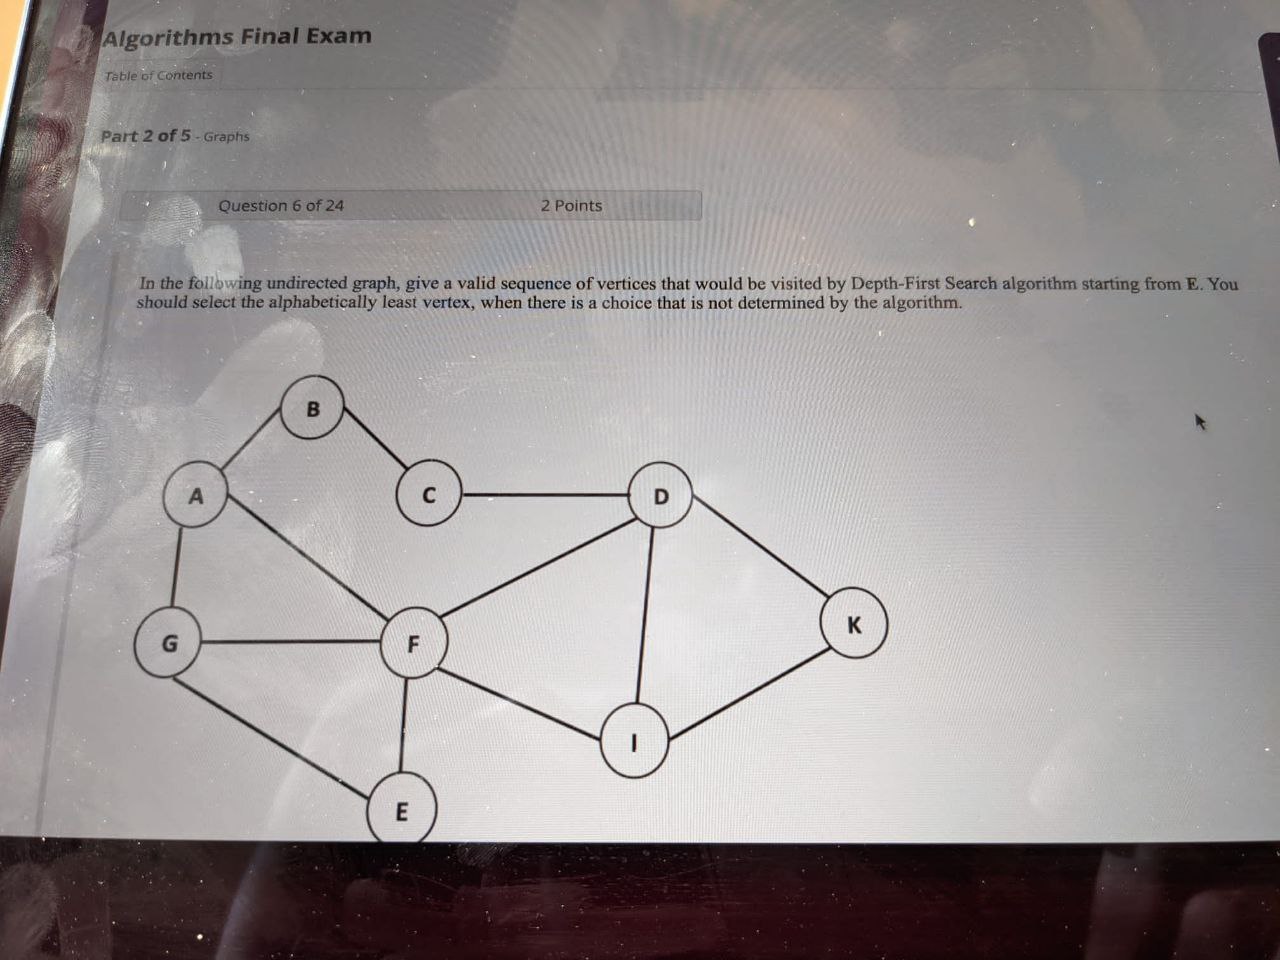 Algorithms Final Exam
Table of Contents
Part 2 of 5 - Graphs
Question 6 of 24 2 Points
In the following undirected graph, give a valid sequence of vertices that would be visited by Depth-First Search algorithm starting from E. You
should select the alphabetically least vertex, when there is a choice that is not determined by the algorithm.
B
A C D
K
G F
I
E